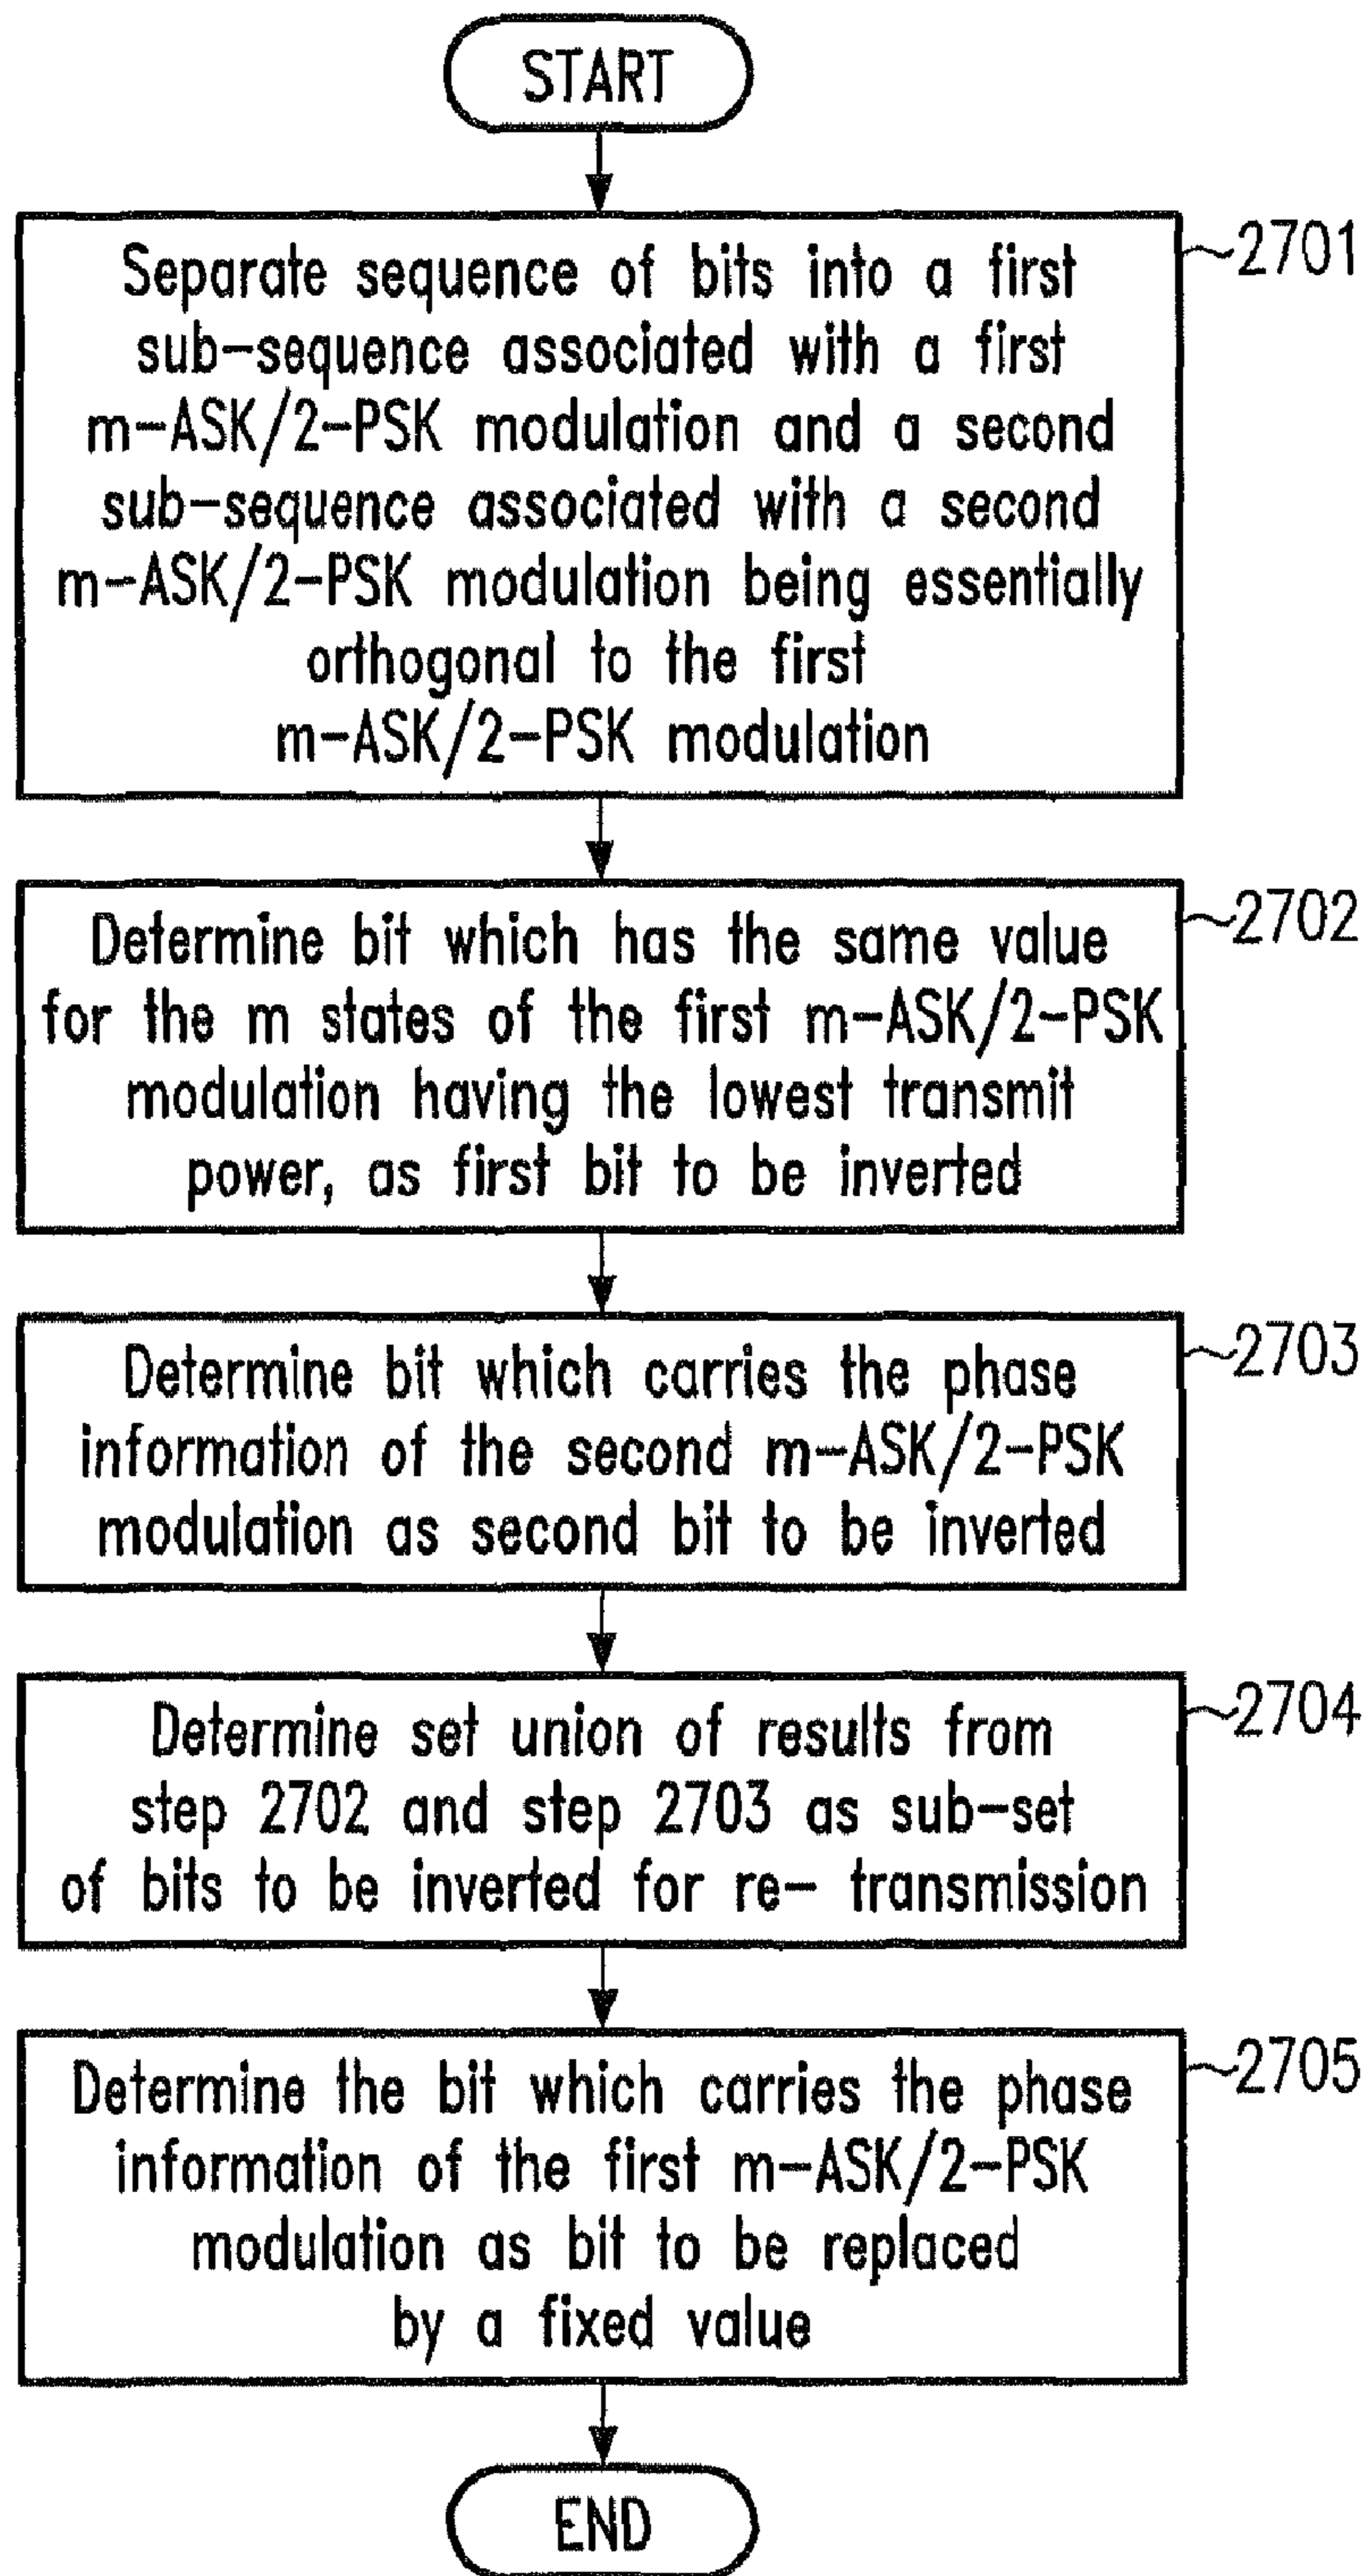 START
Separate sequence of bits into a first
sub-sequence associated with a first
m-ASK/2-PSK modulation and a second
sub-sequence associated with a second
m-ASK/2-PSK modulation being essentially
orthogonal to the first
m-ASK/2-PSK modulation
2701
Determine bit which has the same value
for the m states of the first m-ASK/2-PSK
modulation having the lowest transmit
power, as first bit to be inverted
2702
Determine bit which carries the phase
information of the second m-ASK/2-PSK
modulation as second bit to be inverted
2703
Determine set union of results from
step 2702 and step 2703 as sub-set
of bits to be inverted for re- transmission
2704
Determine the bit which carries the phase
information of the first m-ASK/2-PSK
modulation as bit to be replaced
by a fixed value
2705
END